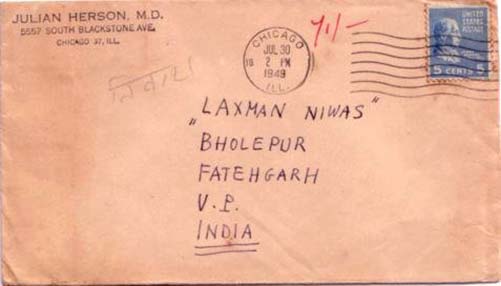 JULIAN HERSON, M.D.
5557 SOUTH BLACKSTONE AVE.
CHICAGO 37, ILL.
CHICAGO
JUL 30
2 PM
1949
ILL.
UNITED
STATES
POSTAGE
5 CENTS 5
"LAXMAN NIWAS"
BHOLEPUR
FATEHGARH
U.P.
INDIA